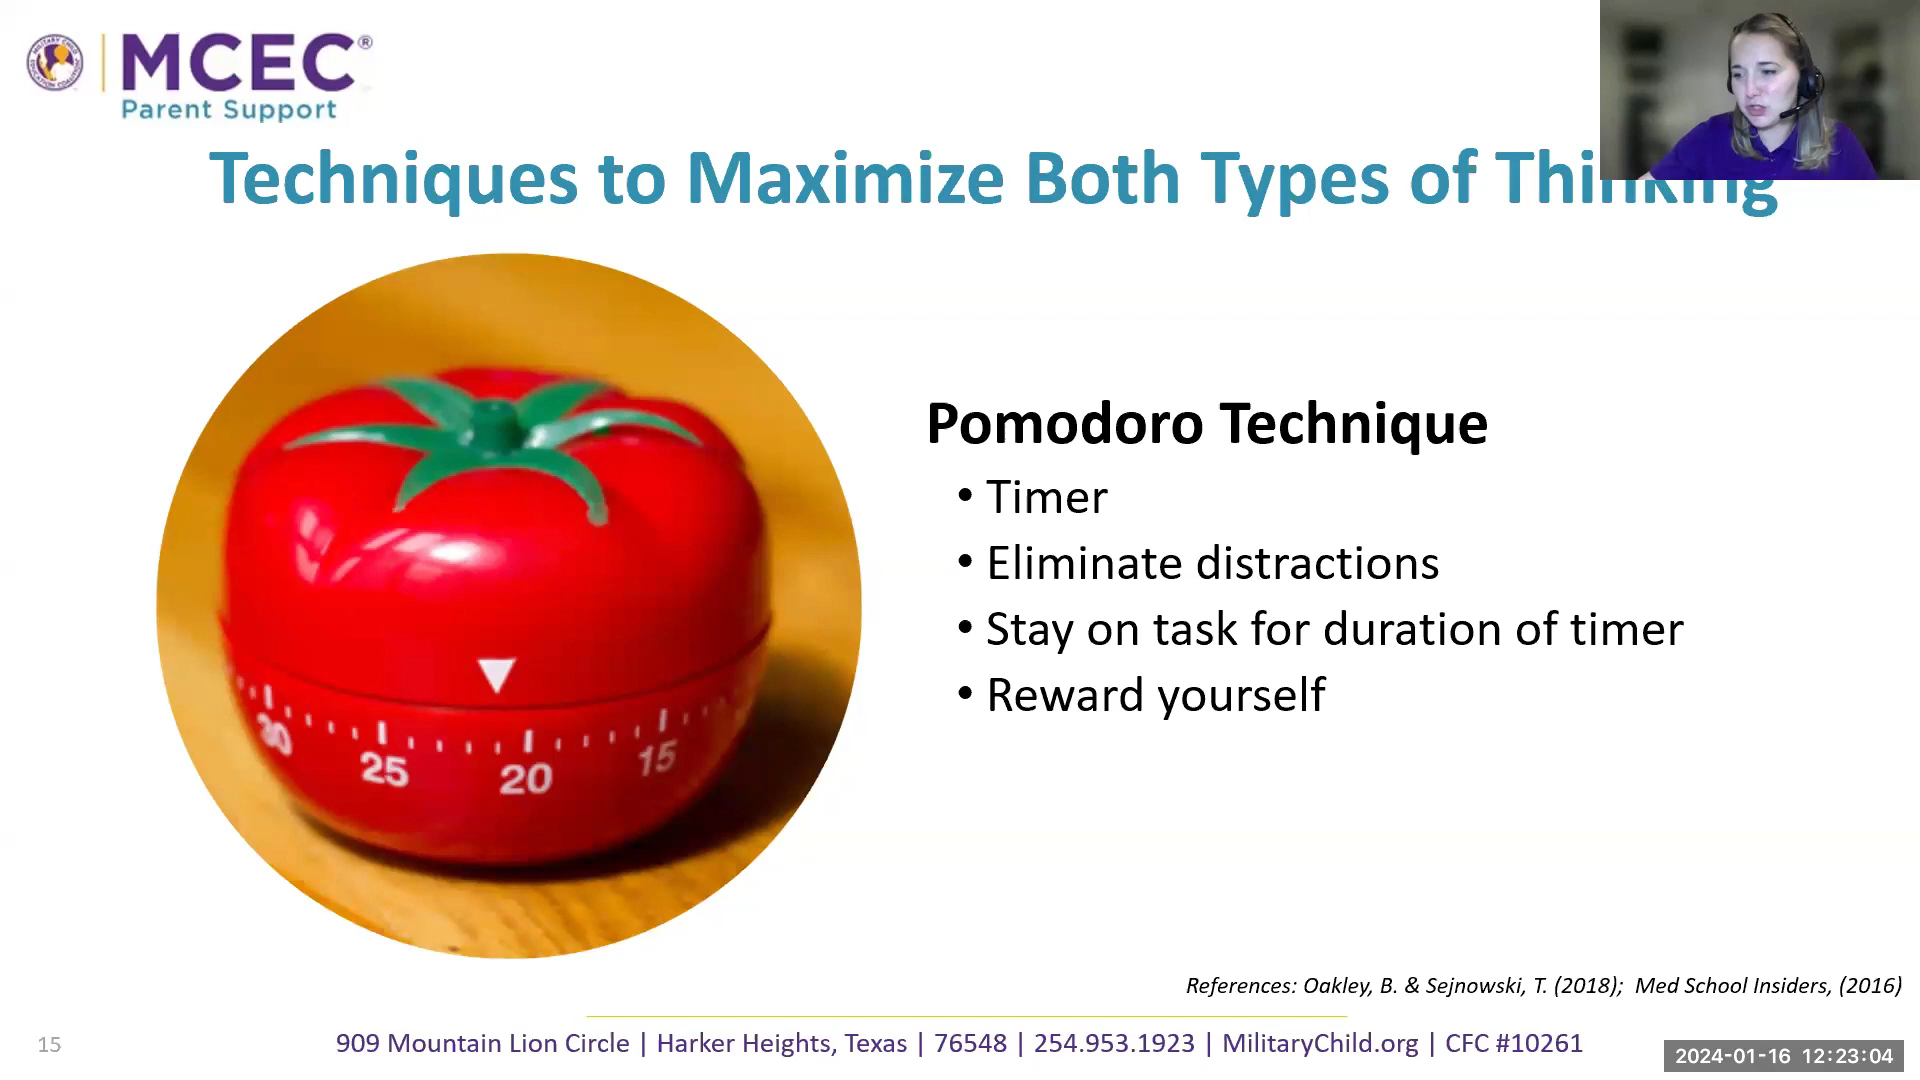 MCEC®
Parent Support
Techniques to Maximize Both Types of Thinking
Pomodoro Technique
• Timer
• Eliminate distractions
• Stay on task for duration of timer
• Reward yourself
30 25 20 15
References: Oakley, B. & Sejnowski, T. (2018);  Med School Insiders, (2016)
15
909 Mountain Lion Circle | Harker Heights, Texas | 76548 | 254.953.1923 | MilitaryChild.org | CFC #10261
2024-01-16 12:23:04